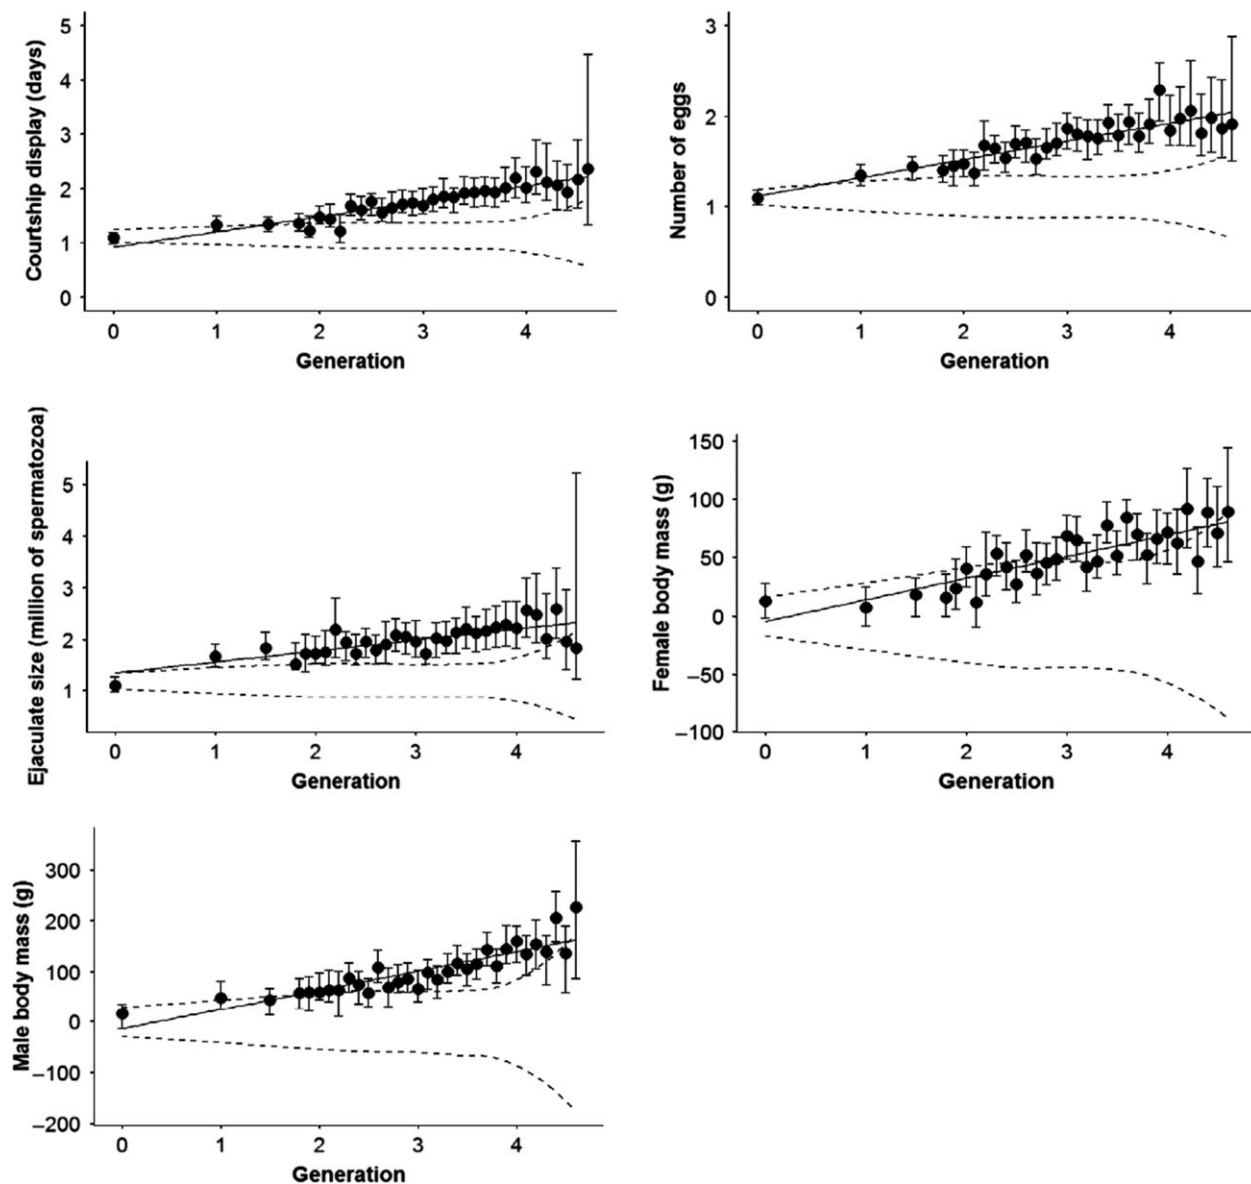 5
4
3
2
1
0
Courtship display (days)
0 1 2 3 4
Generation
3
2
1
0
Number of eggs
0 1 2 3 4
Generation
5
4
3
2
1
Ejaculate size (million of spermatozoa)
0 1 2 3 4
Generation
150
100
50
0
−50
−100
Female body mass (g)
0 1 2 3 4
Generation
300
200
100
0
−100
−200
Male body mass (g)
0 1 2 3 4
Generation